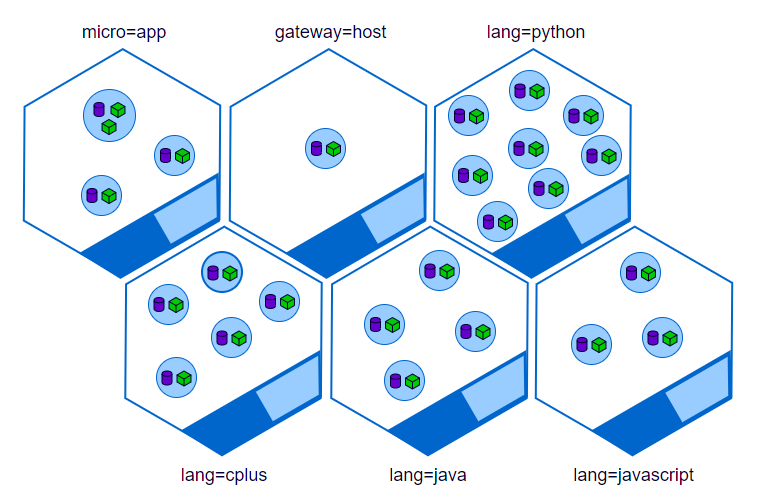 micro=app
gateway=host
lang=python
lang=cplus
lang=java
lang=javascript